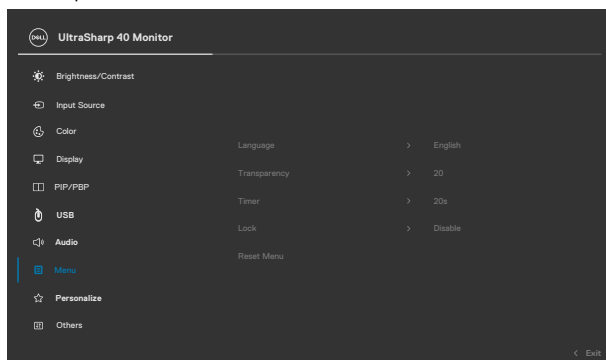 DELL
UltraSharp 40 Monitor
Brightness/Contrast
Input Source
Color
Display
PIP/PBP
USB
Audio
Menu
Personalize
Others
Language > English
Transparency > 20
Timer > 20s
Lock > Disable
Reset Menu
< Exit